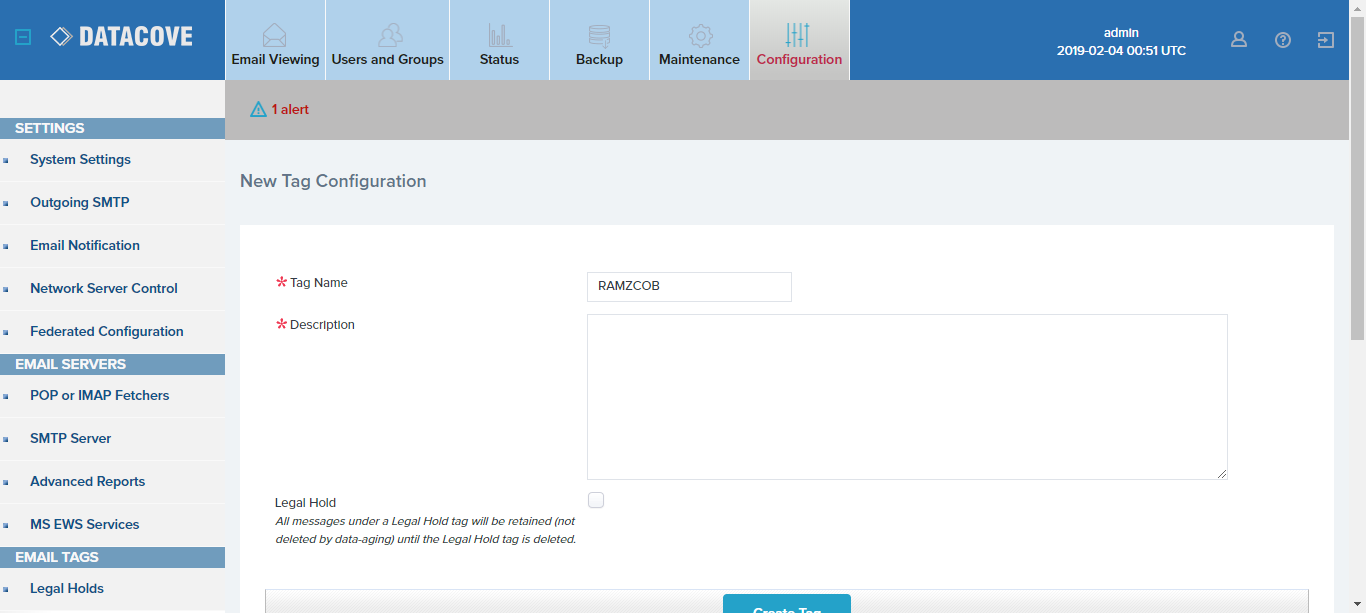 DATACOVE
Email Viewing
Users and Groups
Status
Backup
Maintenance
Configuration
admin
2019-02-04 00:51 UTC
1 alert
SETTINGS
System Settings
Outgoing SMTP
Email Notification
Network Server Control
Federated Configuration
EMAIL SERVERS
POP or IMAP Fetchers
SMTP Server
Advanced Reports
MS EWS Services
EMAIL TAGS
Legal Holds
New Tag Configuration
* Tag Name
RAMZCOB
* Description
Legal Hold
All messages under a Legal Hold tag will be retained (not
deleted by data-aging) until the Legal Hold tag is deleted.
Create Tag